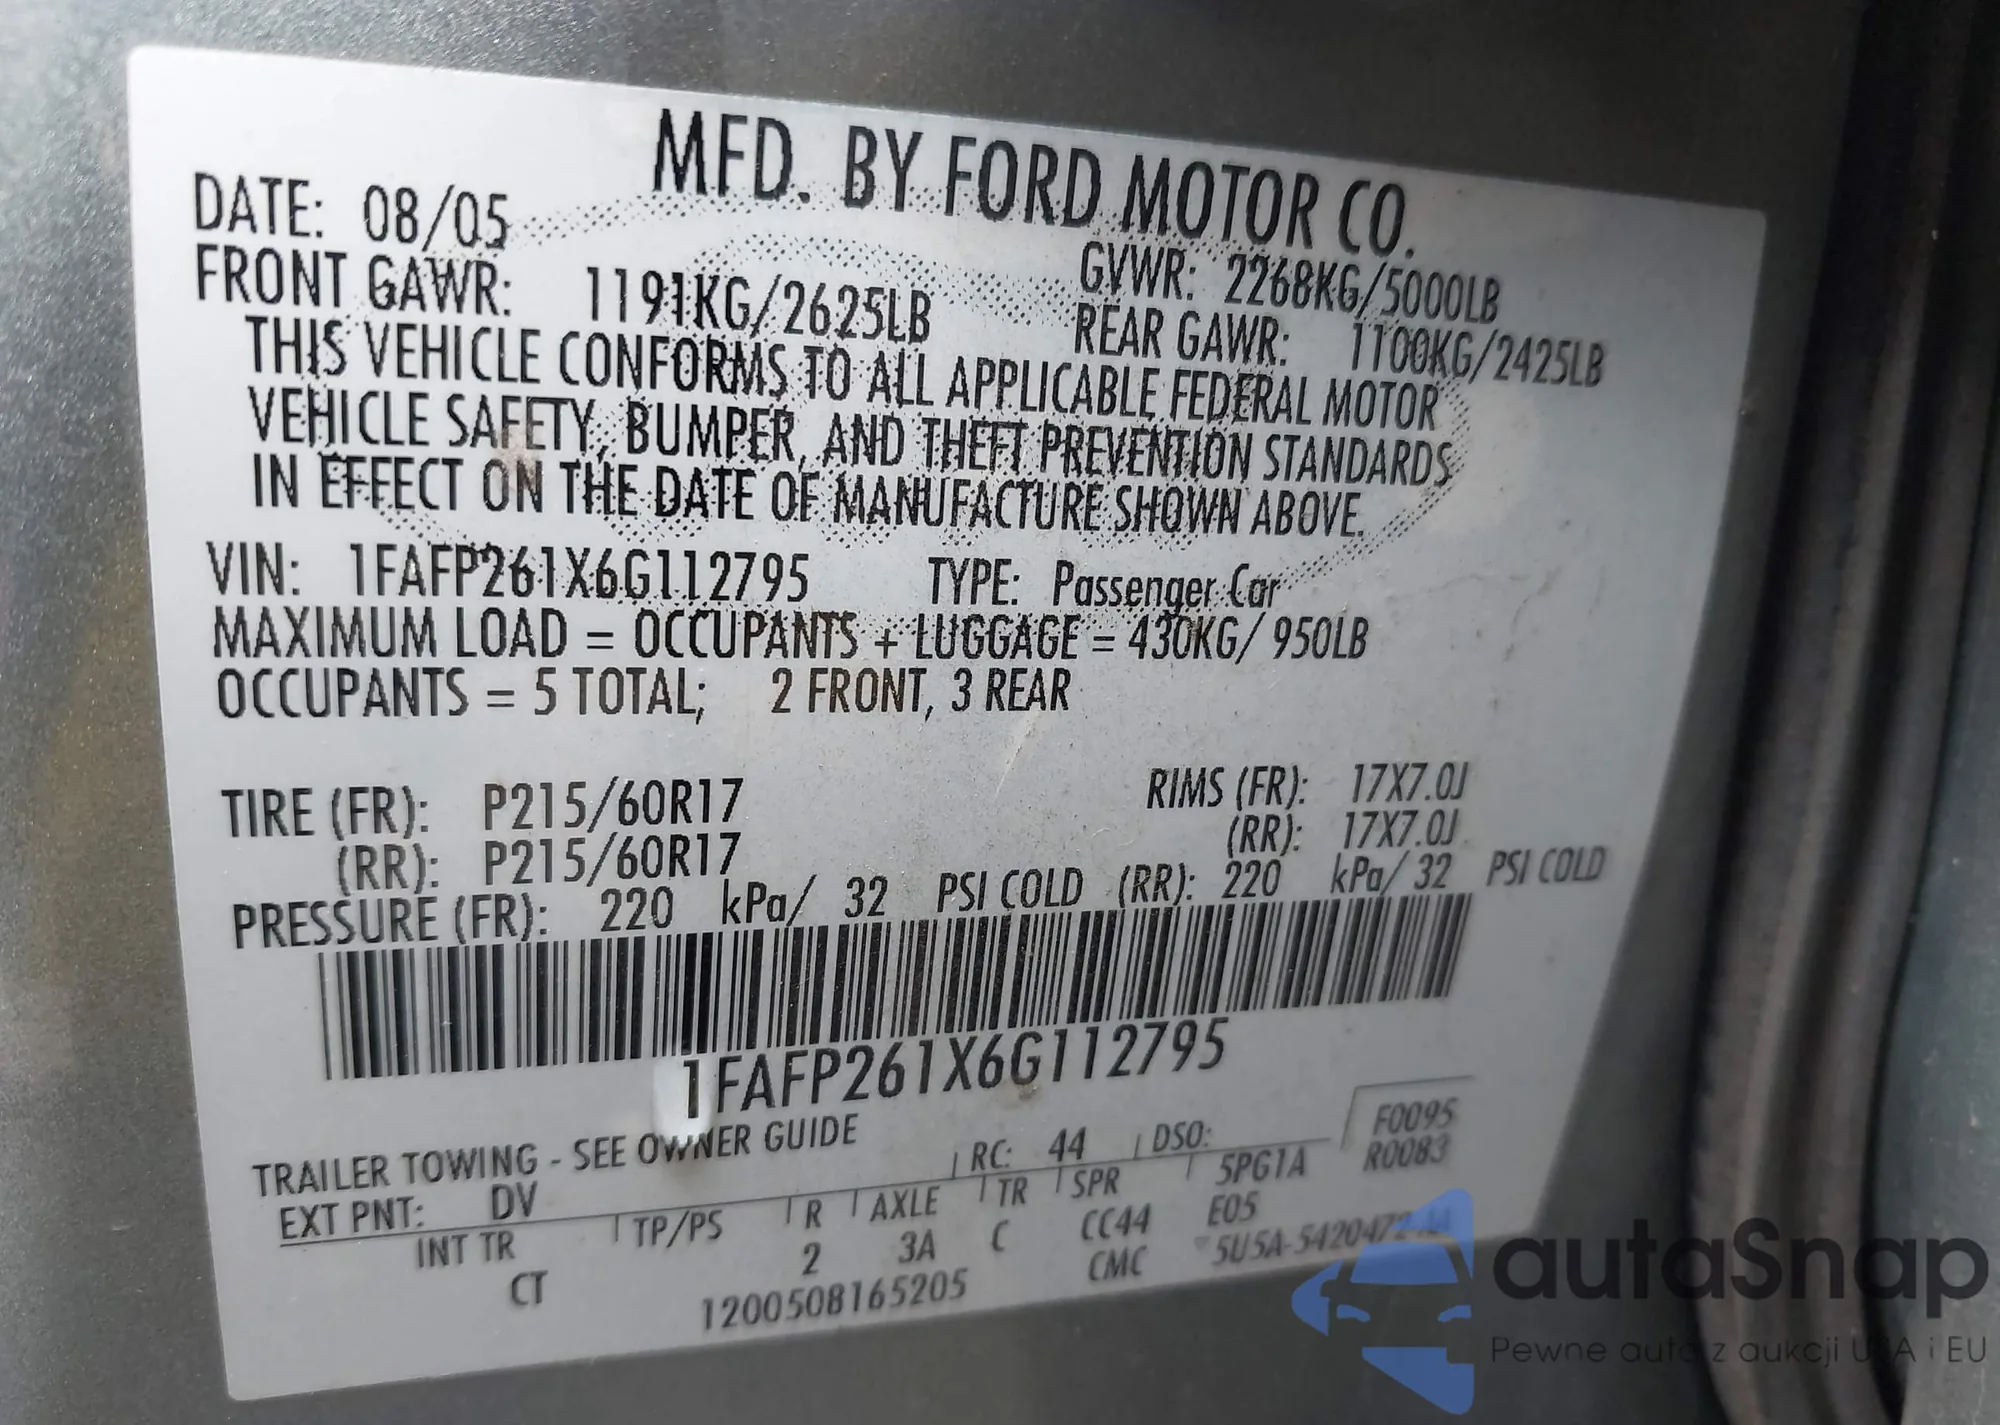 MFD. BY FORD MOTOR CO.
DATE: 08/05
GVWR: 2268KG/5000LB
FRONT GAWR: 1191KG/2625LB
REAR GAWR: 1100KG/2425LB
THIS VEHICLE CONFORMS TO ALL APPLICABLE FEDERAL MOTOR
VEHICLE SAFETY, BUMPER, AND THEFT PREVENTION STANDARDS
IN EFFECT ON THE DATE OF MANUFACTURE SHOWN ABOVE.
VIN: 1FAFP261X6G112795 TYPE: Passenger Car
MAXIMUM LOAD = OCCUPANTS + LUGGAGE = 430KG/ 950LB
OCCUPANTS = 5 TOTAL; 2 FRONT, 3 REAR
TIRE (FR): P215/60R17 RIMS (FR): 17X7.0J
(RR): P215/60R17 (RR): 17X7.0J
PRESSURE (FR): 220 kPa/ 32 PSI COLD (RR): 220 kPa/ 32 PSI COLD
1FAFP261X6G112795
TRAILER TOWING - SEE OWNER GUIDE
F0095
EXT PNT: DV RC: 44 DSO: R0083
INT TR TP/PS R AXLE TR SPR 5PG1A
CT 2 3A C CC44 E05
1200508165205 CMC
autaSnap
Pewne auta z aukcji USA i EU